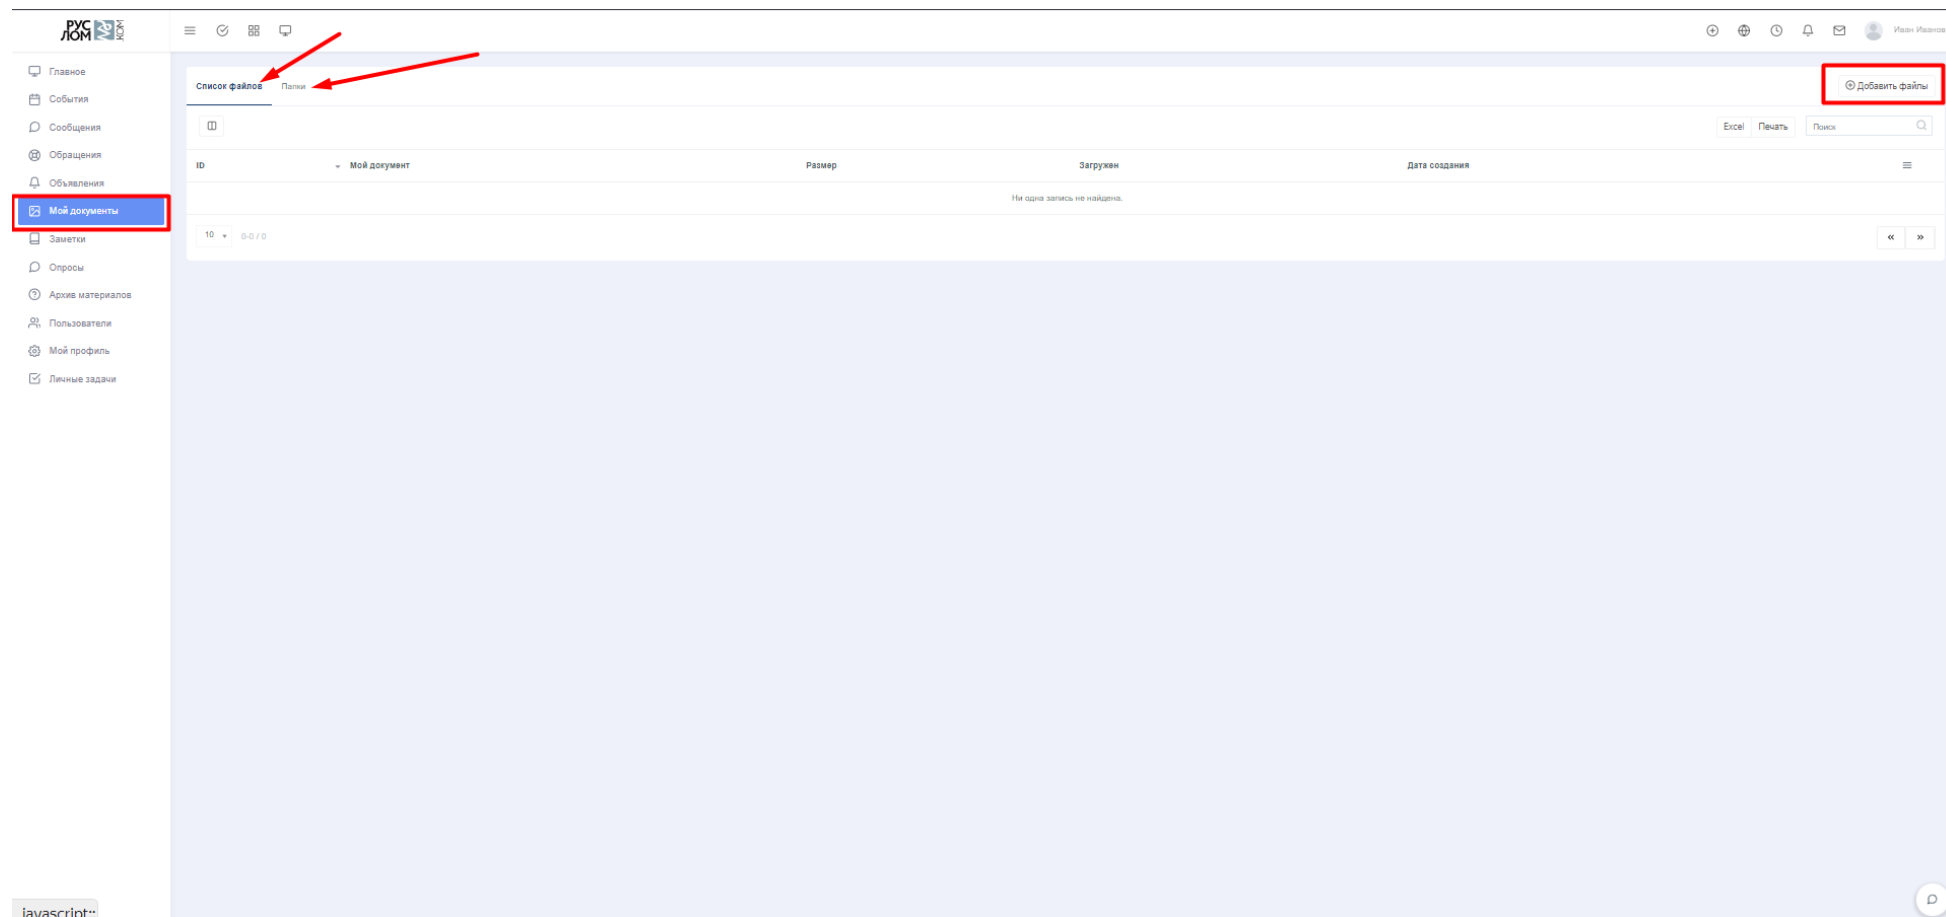 РУС
ЛОМ
КОМ
Иван Иванов
Главное
События
Сообщения
Обращения
Объявления
Мой документы
Заметки
Опросы
Архив материалов
Пользователи
Мой профиль
Личные задачи
Список файлов Папки
Добавить файлы
Excel Печать Поиск
ID Мой документ Размер Загружен Дата создания
Ни одна запись не найдена.
10 0-0 / 0
« »
javascript:;